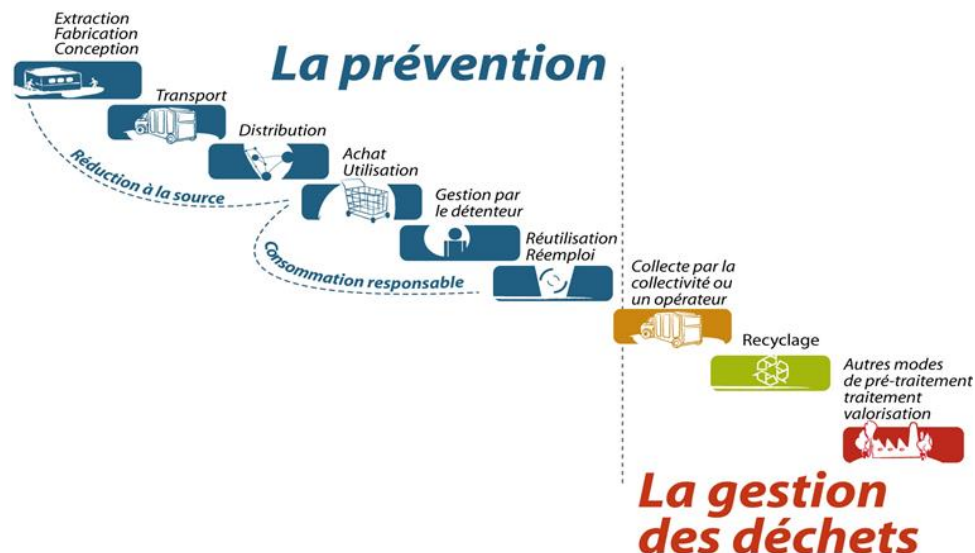 Extraction
Fabrication
Conception
La prévention
Transport
Distribution
Réduction à la source
Achat
Utilisation
Gestion par
le détenteur
Consommation responsable
Réutilisation
Réemploi
Collecte par la
collectivité ou
un opérateur
Recyclage
Autres modes
de pré-traitement
traitement
valorisation
La gestion
des déchets